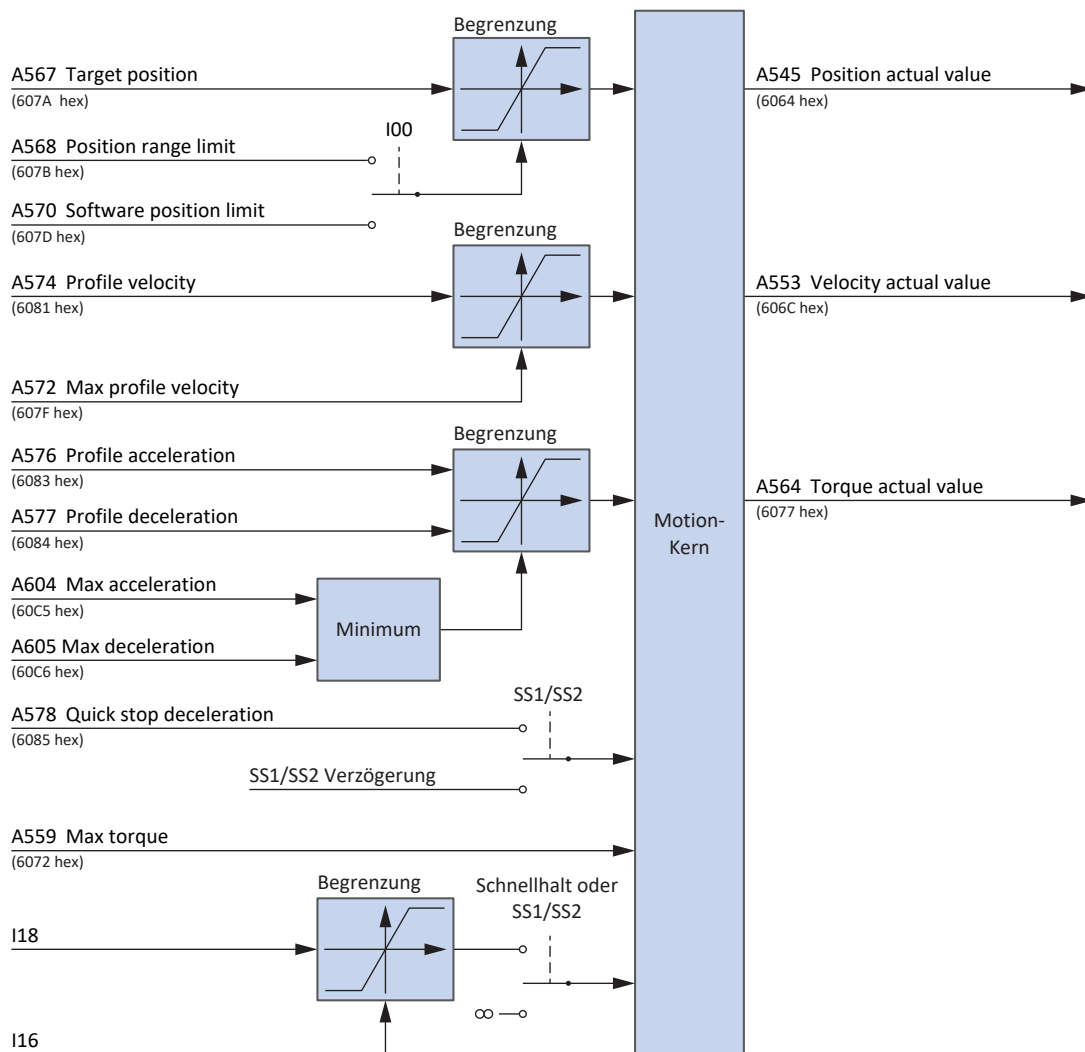 Begrenzung
A567 Target position
(607A hex)
A545 Position actual value
(6064 hex)
I00
A568 Position range limit
(607B hex)
A570 Software position limit
(607D hex)
Begrenzung
A574 Profile velocity
(6081 hex)
A553 Velocity actual value
(606C hex)
A572 Max profile velocity
(607F hex)
Begrenzung
A576 Profile acceleration
(6083 hex)
A564 Torque actual value
(6077 hex)
A577 Profile deceleration
(6084 hex)
Motion-
Kern
A604 Max acceleration
(60C5 hex)
Minimum
A605 Max deceleration
(60C6 hex)
SS1/SS2
A578 Quick stop deceleration
(6085 hex)
SS1/SS2 Verzögerung
A559 Max torque
(6072 hex)
Begrenzung
Schnellhalt oder
SS1/SS2
I18
∞
I16